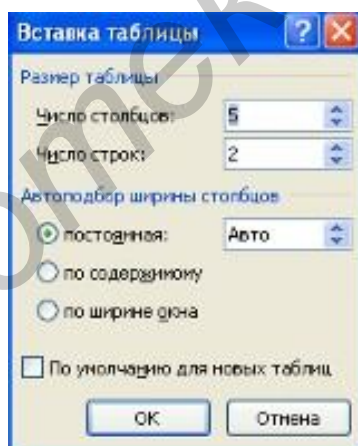 Вставка таблицы
Размер таблицы
Число столбцов: 5
Число строк: 2
Автоподбор ширины столбцов
постоянная: Авто
по содержимому
по ширине окна
По умолчанию для новых таблиц
ОК Отмена